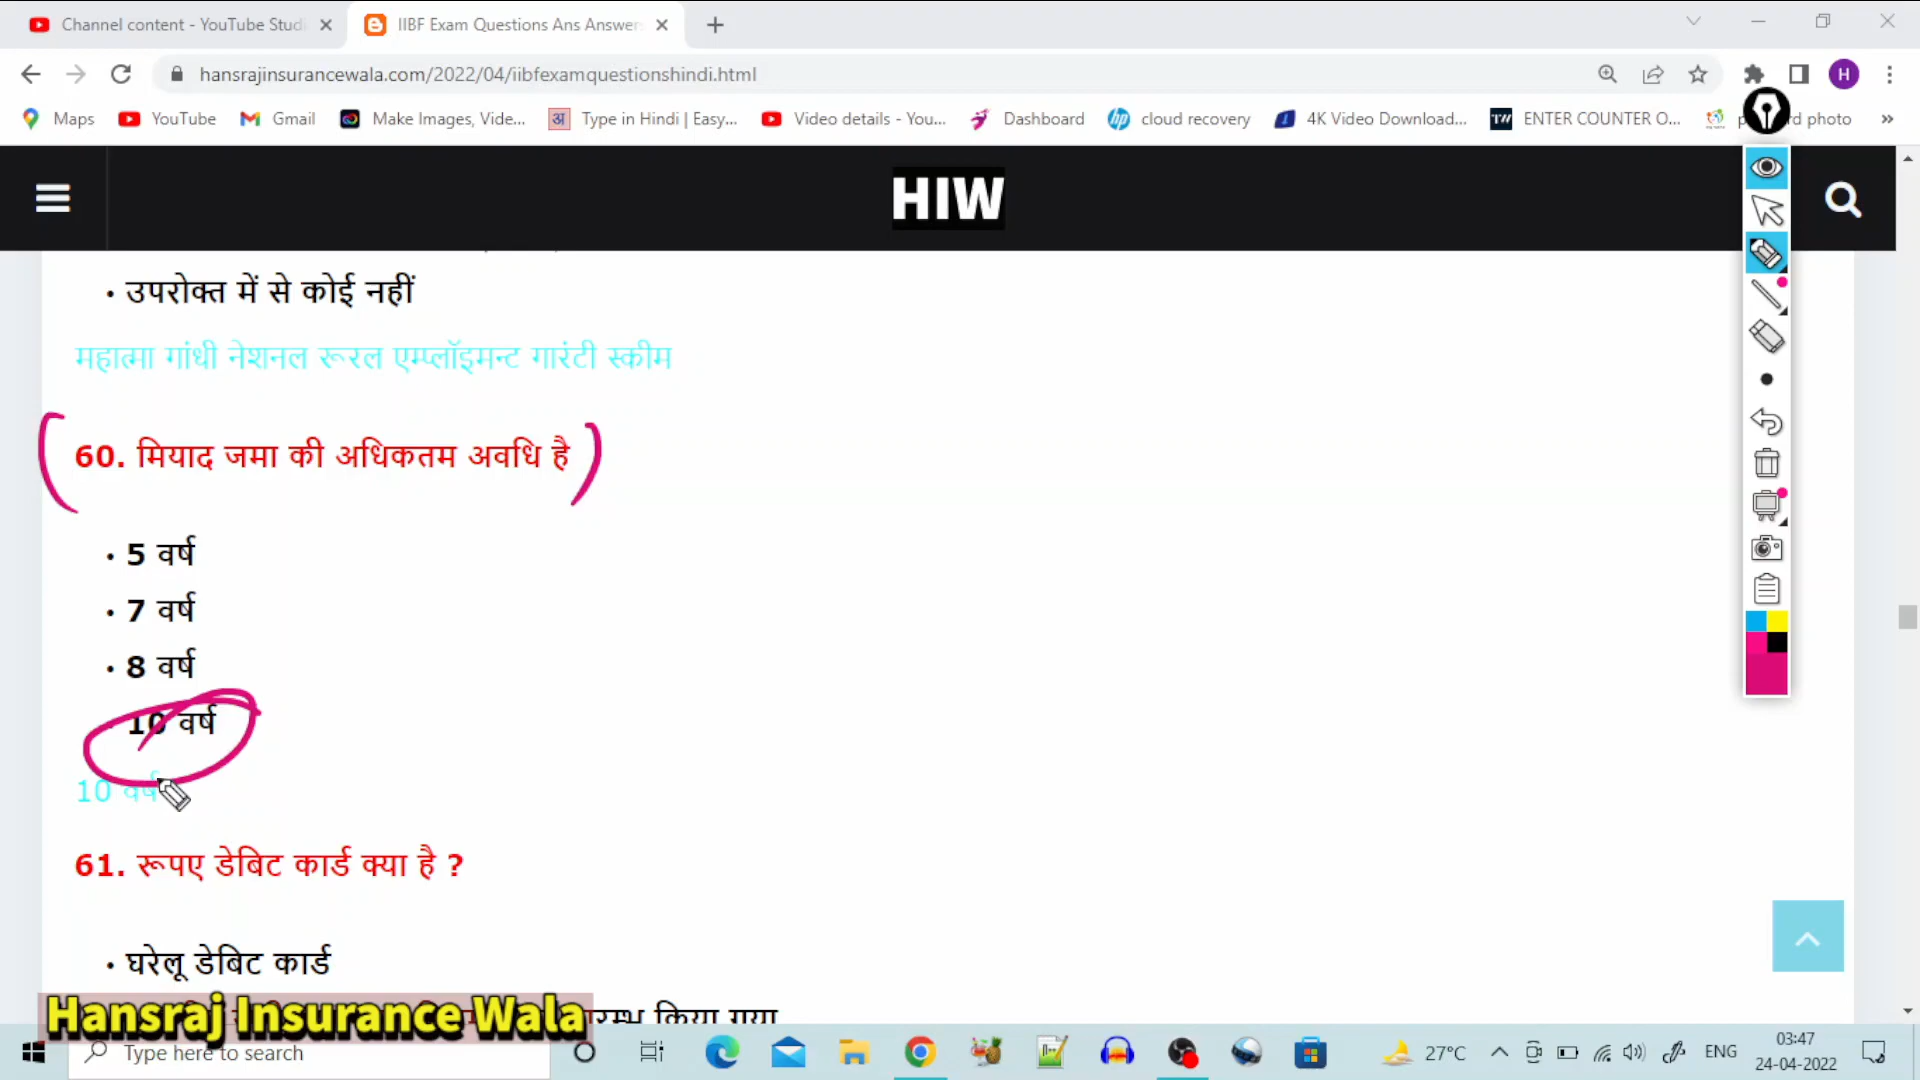 Channel content - YouTube Studi
IIBF Exam Questions Ans Answer
hansrajinsurancewala.com/2022/04/iibfexamquestionshindi.html
H
Maps
YouTube
Gmail
Make Images, Vide...
Type in Hindi | Easy...
Video details - You...
Dashboard
cloud recovery
4K Video Download...
ENTER COUNTER O...
photo
HIW
• उपरोक्त में से कोई नहीं
महात्मा गांधी नेशनल रूरल एम्प्लॉइमन्ट गारंटी स्कीम
60. मियाद जमा की अधिकतम अवधि है
• 5 वर्ष
• 7 वर्ष
• 8 वर्ष
10 वर्ष
10 वर्ष
61. रूपए डेबिट कार्ड क्या है ?
• घरेलू डेबिट कार्ड
किया गया
Hansraj Insurance Wala
Type here to search
27°C
ENG
03:47
24-04-2022